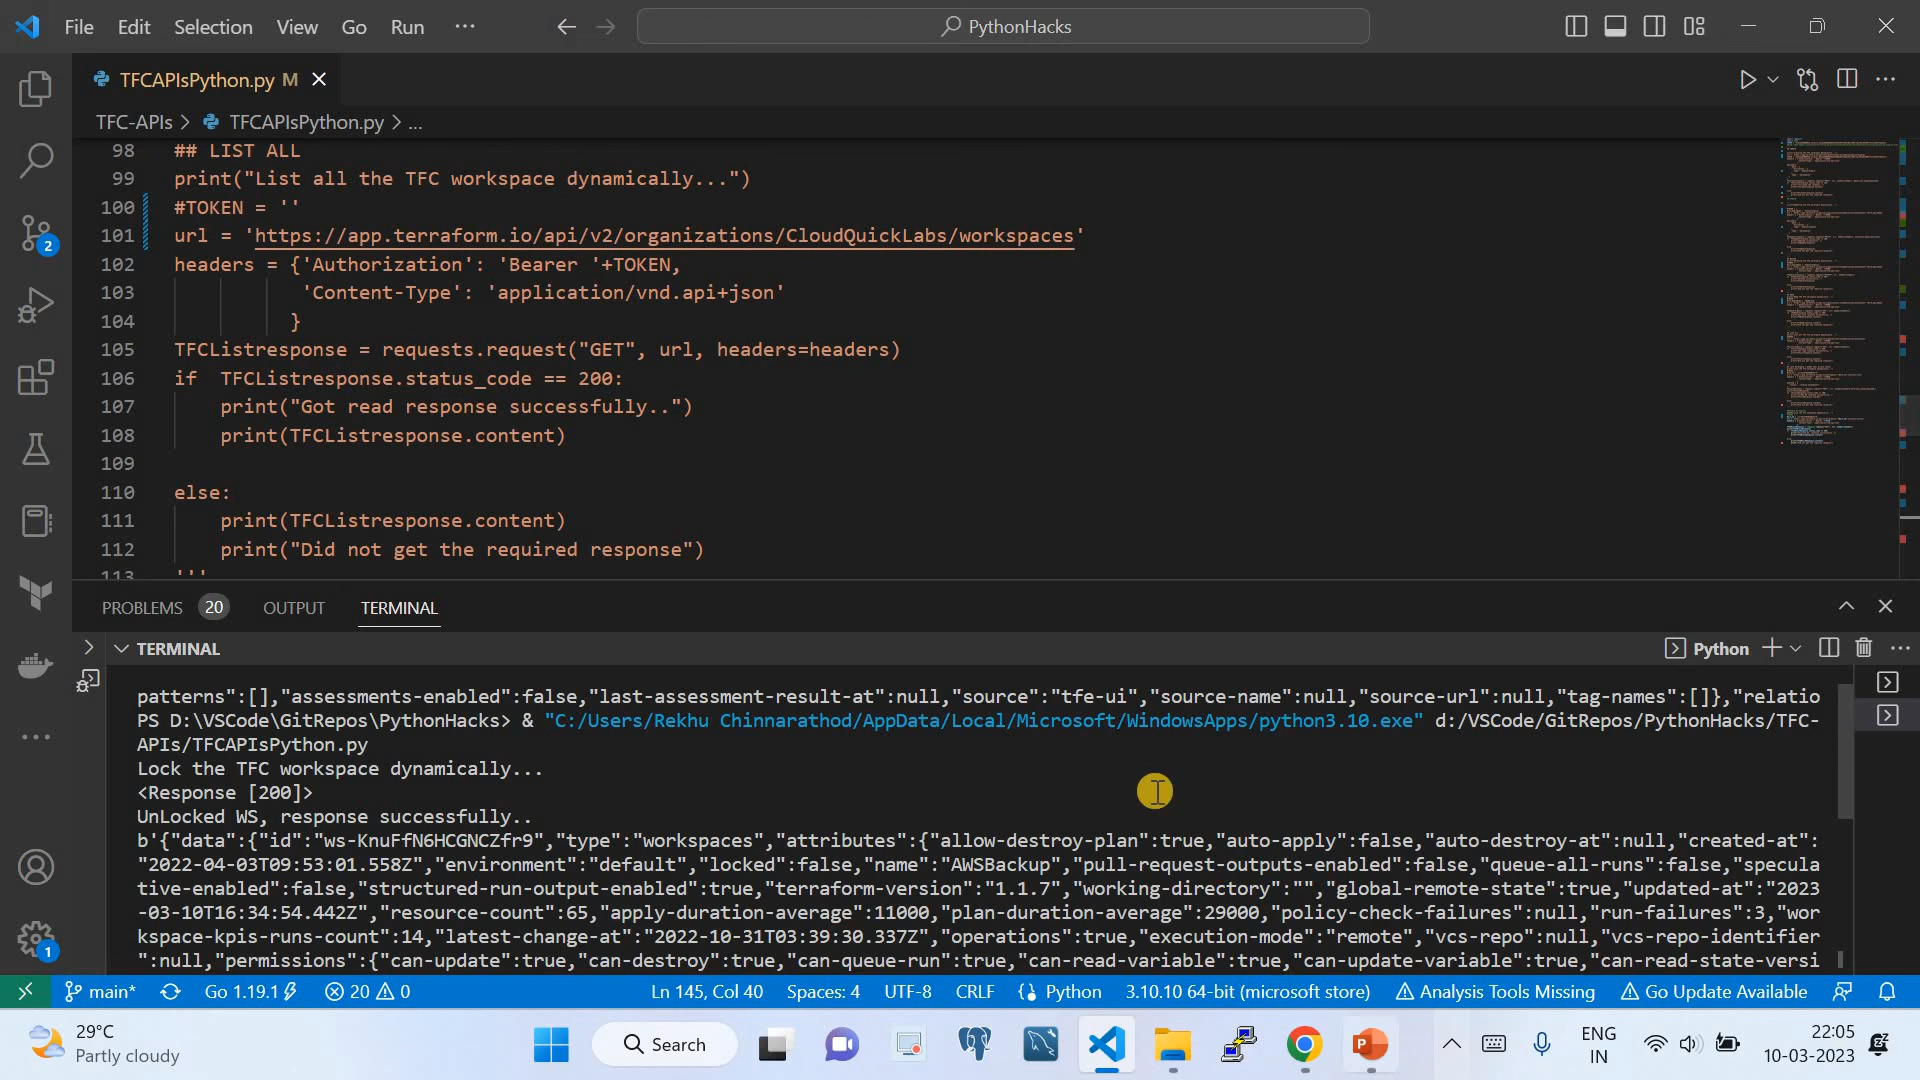 File Edit Selection View Go Run ···
PythonHacks
TFCAPIsPython.py M
TFC-APIs > TFCAPIsPython.py > ...
98 ## LIST ALL
99 print("List all the TFC workspace dynamically...")
100 #TOKEN = ''
101 url = 'https://app.terraform.io/api/v2/organizations/CloudQuickLabs/workspaces'
102 headers = {'Authorization': 'Bearer '+TOKEN,
103 'Content-Type': 'application/vnd.api+json'
104 }
105 TFCListresponse = requests.request("GET", url, headers=headers)
106 if TFCListresponse.status_code == 200:
107 print("Got read response successfully..")
108 print(TFCListresponse.content)
109
110 else:
111 print(TFCListresponse.content)
112 print("Did not get the required response")
113 '''
PROBLEMS 20 OUTPUT TERMINAL
TERMINAL
Python
patterns":[],"assessments-enabled":false,"last-assessment-result-at":null,"source":"tfe-ui","source-name":null,"source-url":null,"tag-names":[]},"relatio
PS D:\VSCode\GitRepos\PythonHacks> & "C:/Users/Rekhu Chinnarathod/AppData/Local/Microsoft/WindowsApps/python3.10.exe" d:/VSCode/GitRepos/PythonHacks/TFC-
APIs/TFCAPIsPython.py
Lock the TFC workspace dynamically...
<Response [200]>
UnLocked WS, response successfully..
b'{"data":{"id":"ws-KnuFfN6HCGNCZfr9","type":"workspaces","attributes":{"allow-destroy-plan":true,"auto-apply":false,"auto-destroy-at":null,"created-at":
"2022-04-03T09:53:01.558Z","environment":"default","locked":false,"name":"AWSBackup","pull-request-outputs-enabled":false,"queue-all-runs":false,"specula
tive-enabled":false,"structured-run-output-enabled":true,"terraform-version":"1.1.7","working-directory":"","global-remote-state":true,"updated-at":"2023
-03-10T16:34:54.442Z","resource-count":65,"apply-duration-average":11000,"plan-duration-average":29000,"policy-check-failures":null,"run-failures":3,"wor
kspace-kpis-runs-count":14,"latest-change-at":"2022-10-31T03:39:30.337Z","operations":true,"execution-mode":"remote","vcs-repo":null,"vcs-repo-identifier
":null,"permissions":{"can-update":true,"can-destroy":true,"can-queue-run":true,"can-read-variable":true,"can-update-variable":true,"can-read-state-versi
2
1
main* Go 1.19.1 20 0 Ln 145, Col 40 Spaces: 4 UTF-8 CRLF Python 3.10.10 64-bit (microsoft store) Analysis Tools Missing Go Update Available
29°C
Partly cloudy
Search
ENG
IN
22:05
10-03-2023